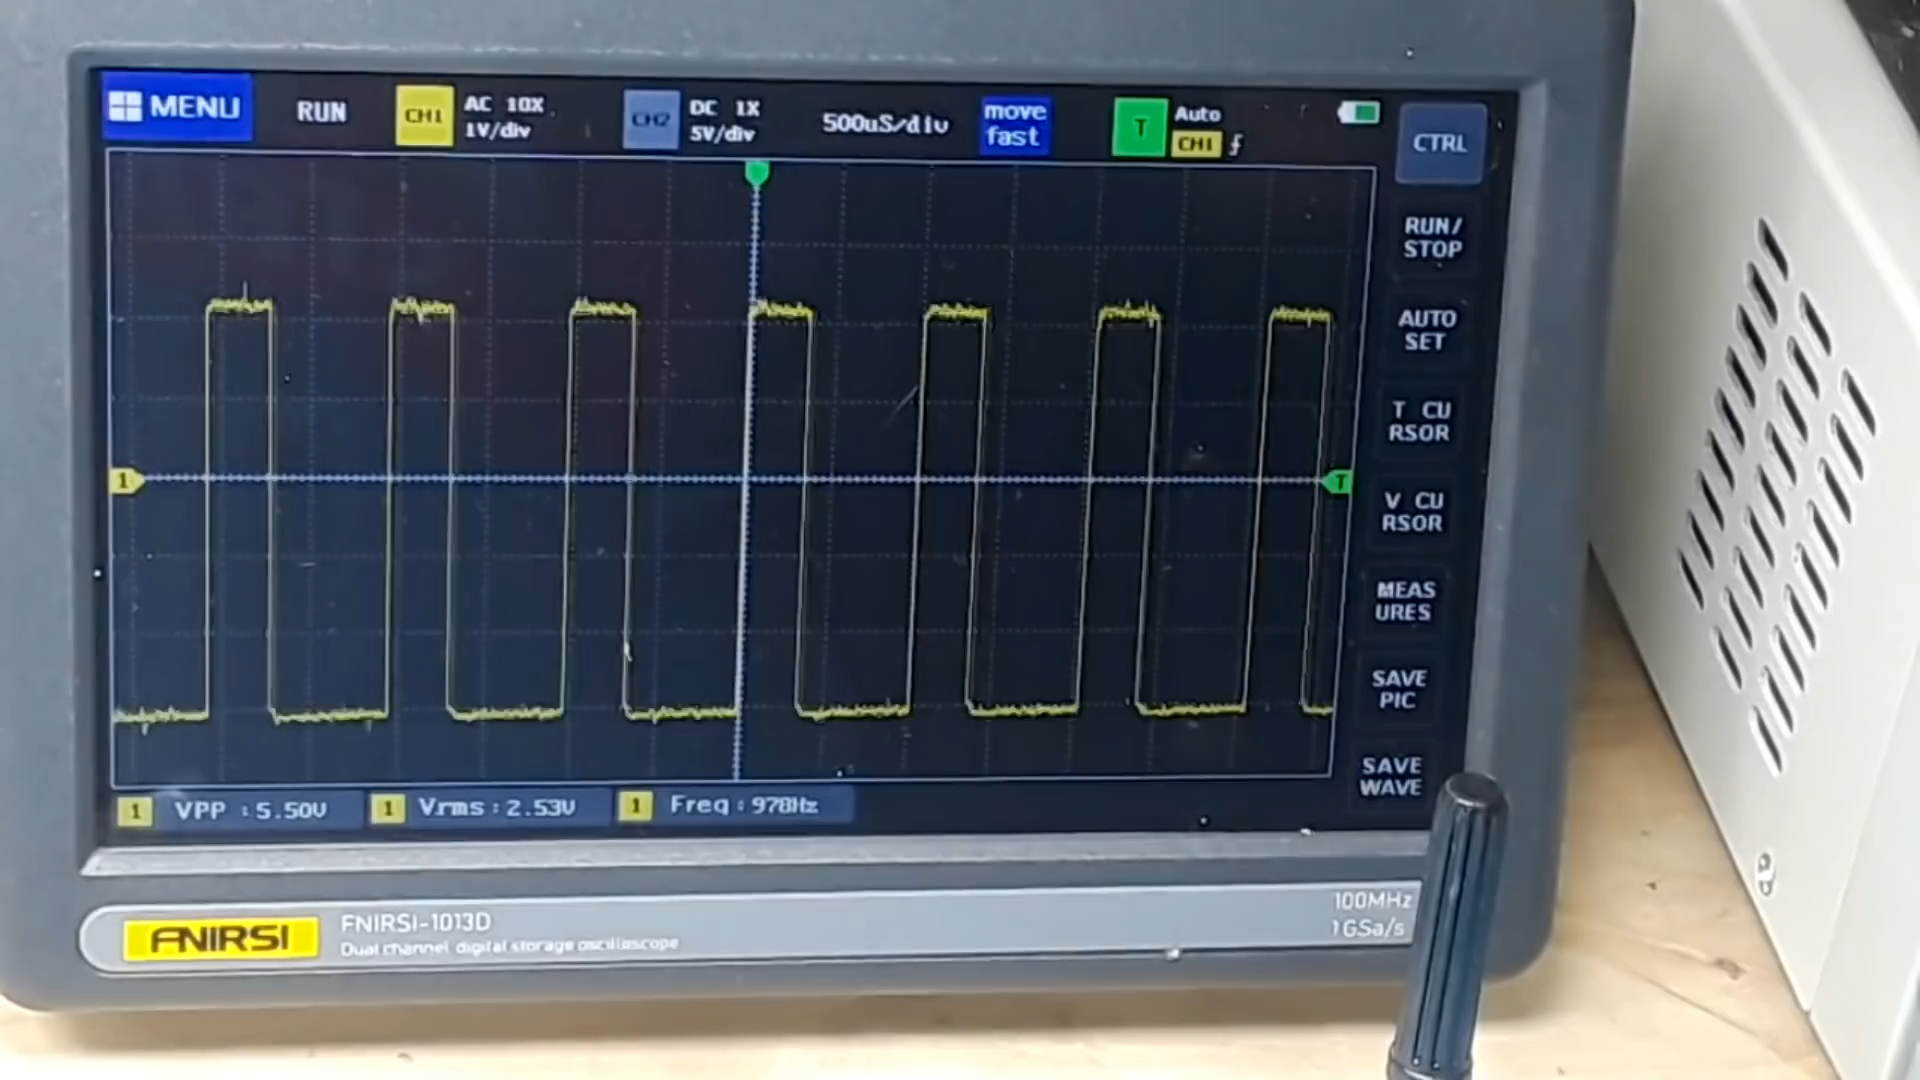 MENU
RUN
CH1
AC 10X
1V/div
CH2
DC 1X
5V/div
500uS/div
move
fast
T
Auto
CH1
CTRL
RUN/
STOP
AUTO
SET
T CU
RSOR
V CU
RSOR
MEAS
URES
SAVE
PIC
SAVE
WAVE
1
T
1 VPP :5.50V
1 Vrms:2.53V
1 Freq:978Hz
FNIRSI
FNIRSI-1013D
Dual channel digital storage oscilloscope
100MHz
1GSa/s